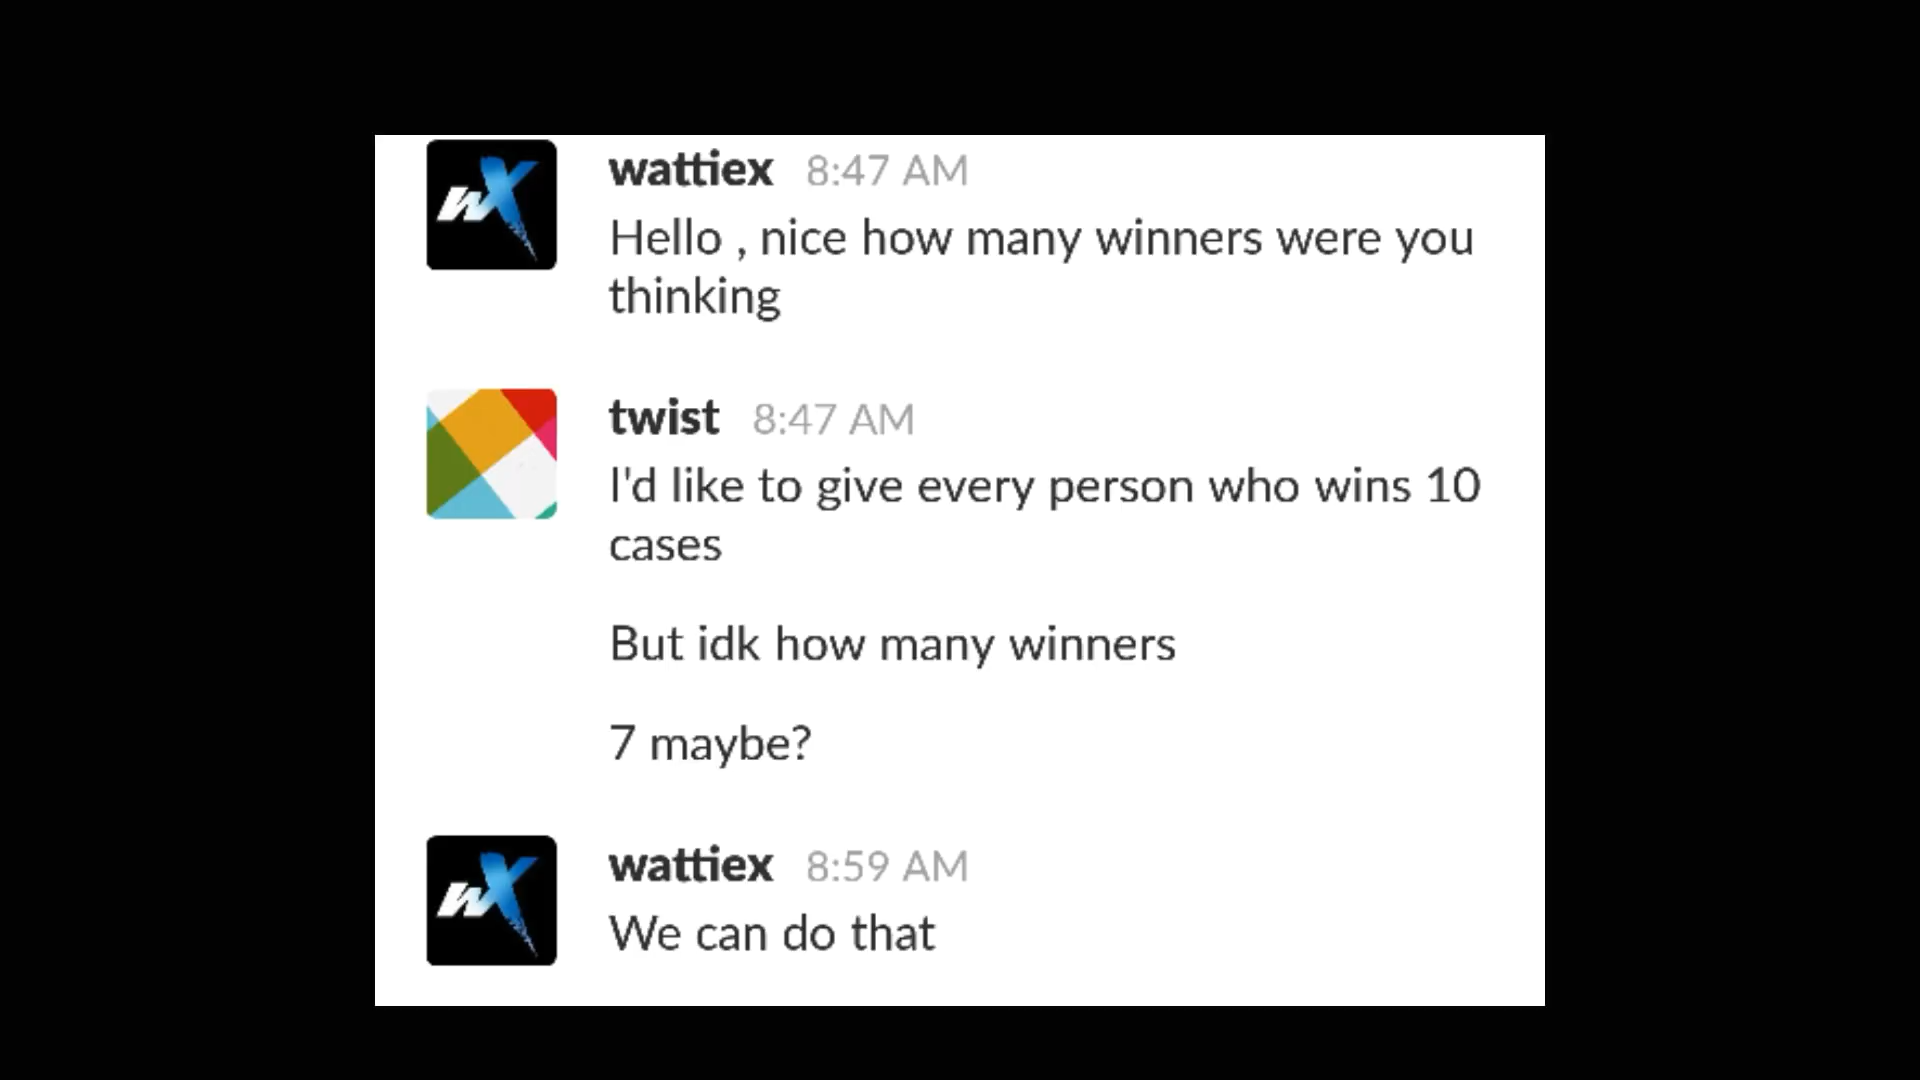 wattiex 8:47 AM
Hello , nice how many winners were you
thinking
twist 8:47 AM
I'd like to give every person who wins 10
cases
But idk how many winners
7 maybe?
wattiex 8:59 AM
We can do that